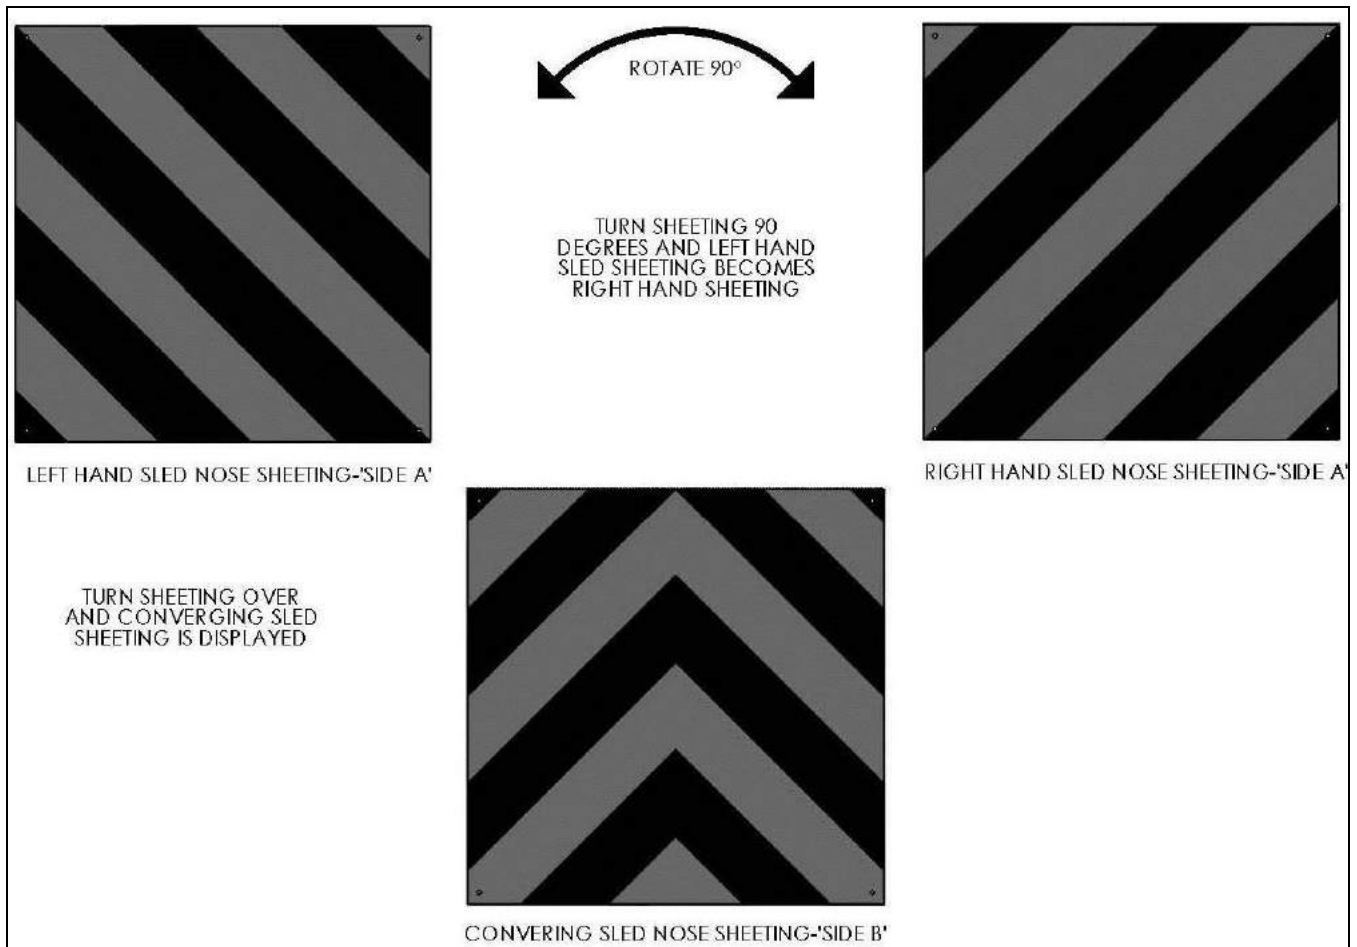 ROTATE 90°
TURN SHEETING 90
DEGREES AND LEFT HAND
SLED SHEETING BECOMES
RIGHT HAND SHEETING
LEFT HAND SLED NOSE SHEETING-'SIDE A'
RIGHT HAND SLED NOSE SHEETING-'SIDE A'
TURN SHEETING OVER
AND CONVERGING SLED
SHEETING IS DISPLAYED
CONVERING SLED NOSE SHEETING-'SIDE B'